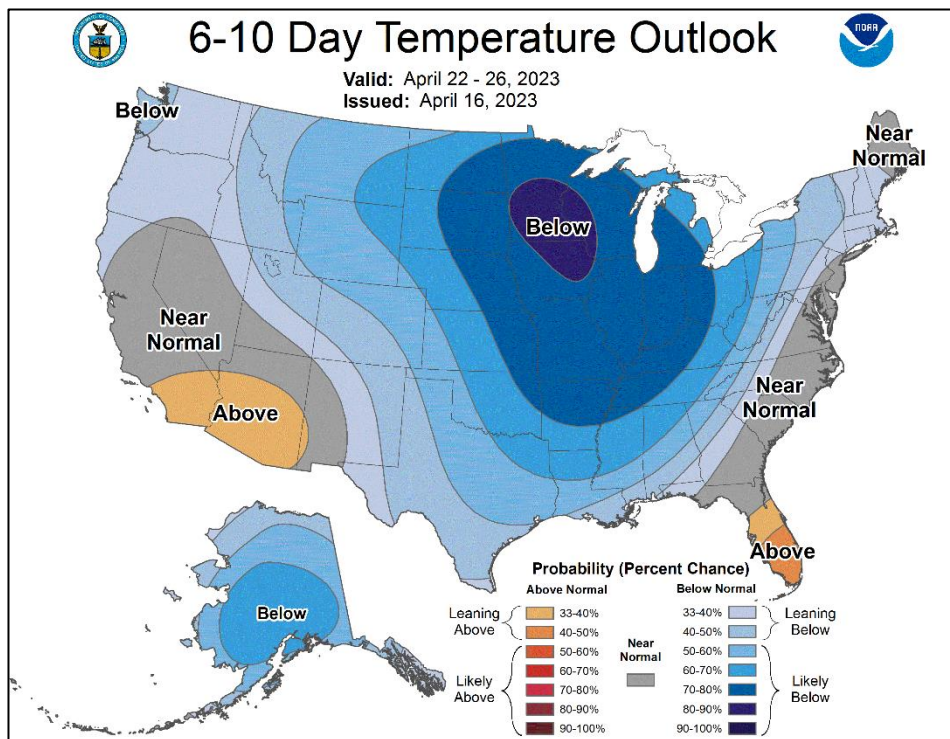 6-10 Day Temperature Outlook
NOAA
Valid: April 22 - 26, 2023
Issued: April 16, 2023
Below
Near
Normal
Below
Near
Normal
Above
Near
Normal
Above
Below
Probability (Percent Chance)
Above Normal
Below Normal
Leaning
Above
33-40%
40-50%
Likely
Above
50-60%
60-70%
70-80%
80-90%
90-100%
Near
Normal
33-40%
40-50%
Leaning
Below
50-60%
60-70%
70-80%
80-90%
90-100%
Likely
Below